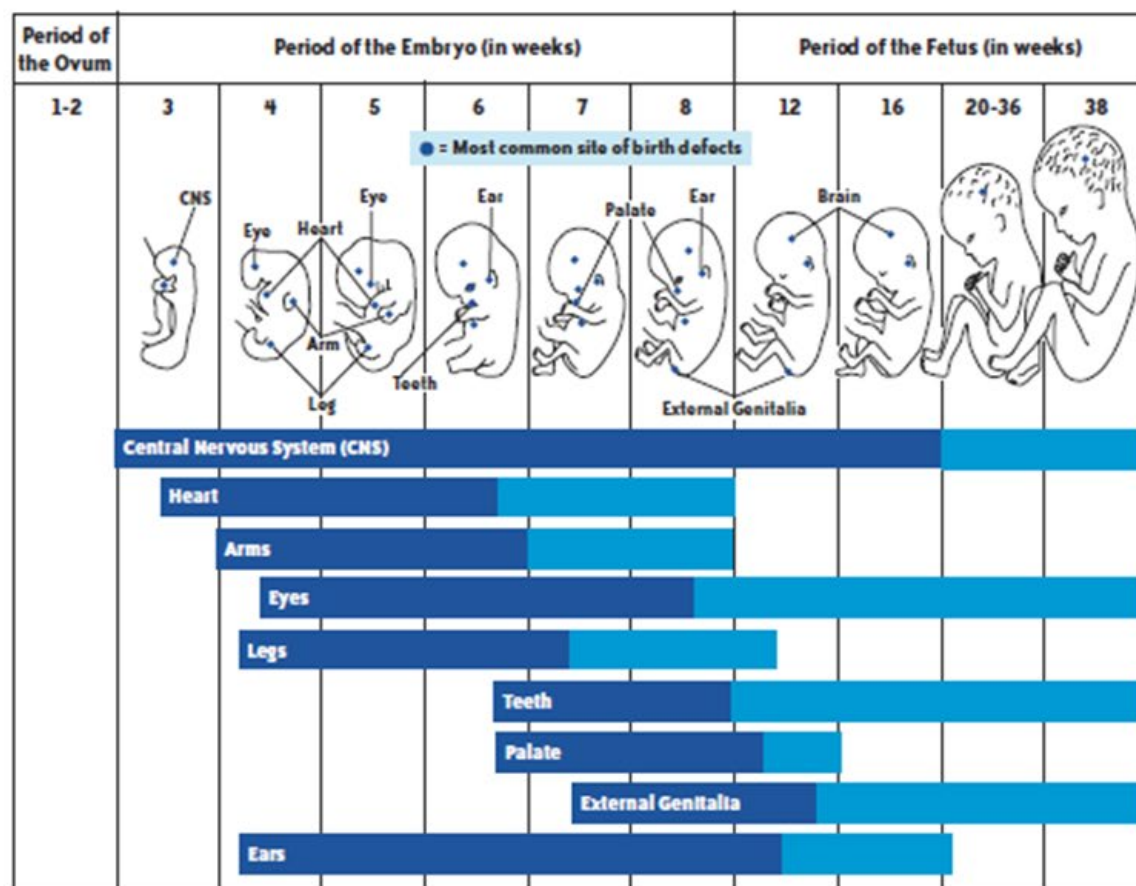 Period of
the Ovum
Period of the Embryo (in weeks)
Period of the Fetus (in weeks)
1-2
3
4
5
6
7
8
12
16
20-36
38
= Most common site of birth defects
CNS
Eye
Heart
Eye
Ear
Palate
Ear
Brain
Arm
Leg
Teeth
External Genitalia
Central Nervous System (CNS)
Heart
Arms
Eyes
Legs
Teeth
Palate
External Genitalia
Ears